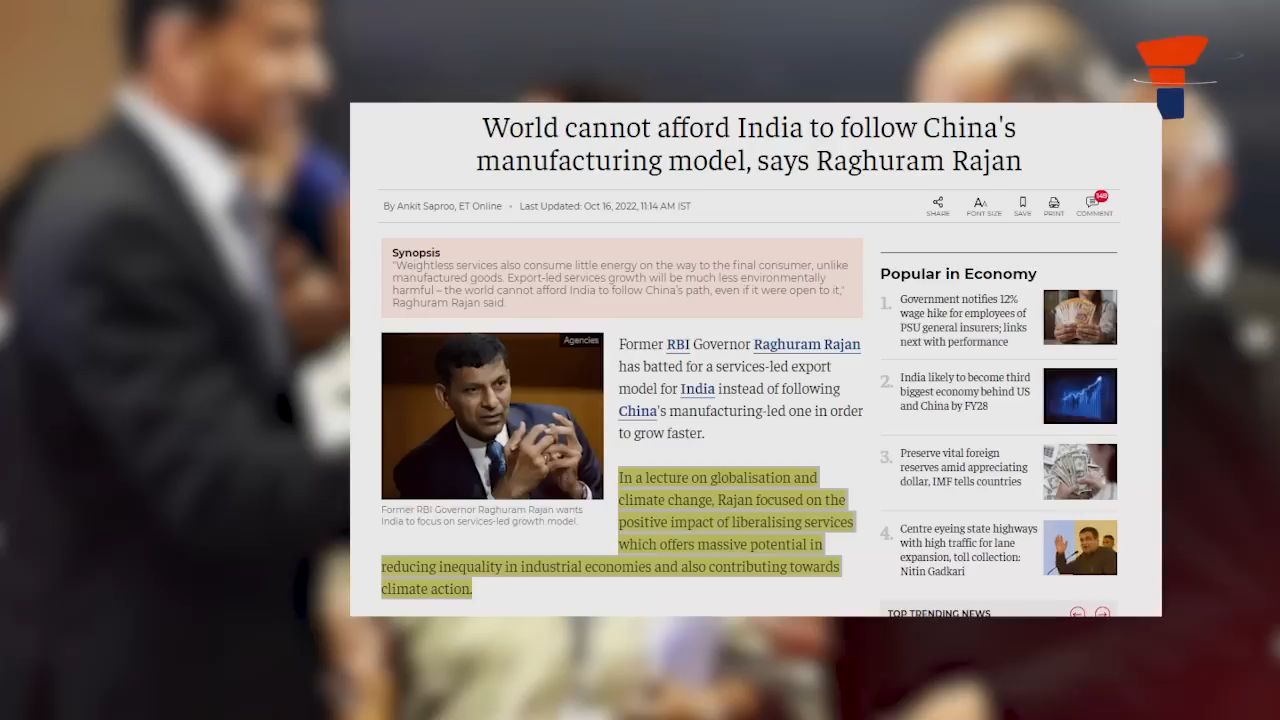 World cannot afford India to follow China's
manufacturing model, says Raghuram Rajan
By Ankit Saproo, ET Online • Last Updated: Oct 16, 2022, 11:14 AM IST
SHARE
FONT SIZE
SAVE
PRINT
148
COMMENT
Synopsis
"Weightless services also consume little energy on the way to the final consumer, unlike
manufactured goods. Export-led services growth will be much less environmentally
harmful – the world cannot afford India to follow China's path, even if it were open to it,"
Raghuram Rajan said.
Agencies
Former RBI Governor Raghuram Rajan wants
India to focus on services-led growth model.
Former RBI Governor Raghuram Rajan
has batted for a services-led export
model for India instead of following
China's manufacturing-led one in order
to grow faster.
In a lecture on globalisation and
climate change, Rajan focused on the
positive impact of liberalising services
which offers massive potential in
reducing inequality in industrial economies and also contributing towards
climate action.
Popular in Economy
1. Government notifies 12%
wage hike for employees of
PSU general insurers; links
next with performance
2. India likely to become third
biggest economy behind US
and China by FY28
3. Preserve vital foreign
reserves amid appreciating
dollar, IMF tells countries
4. Centre eyeing state highways
with high traffic for lane
expansion, toll collection:
Nitin Gadkari
TOP TRENDING NEWS